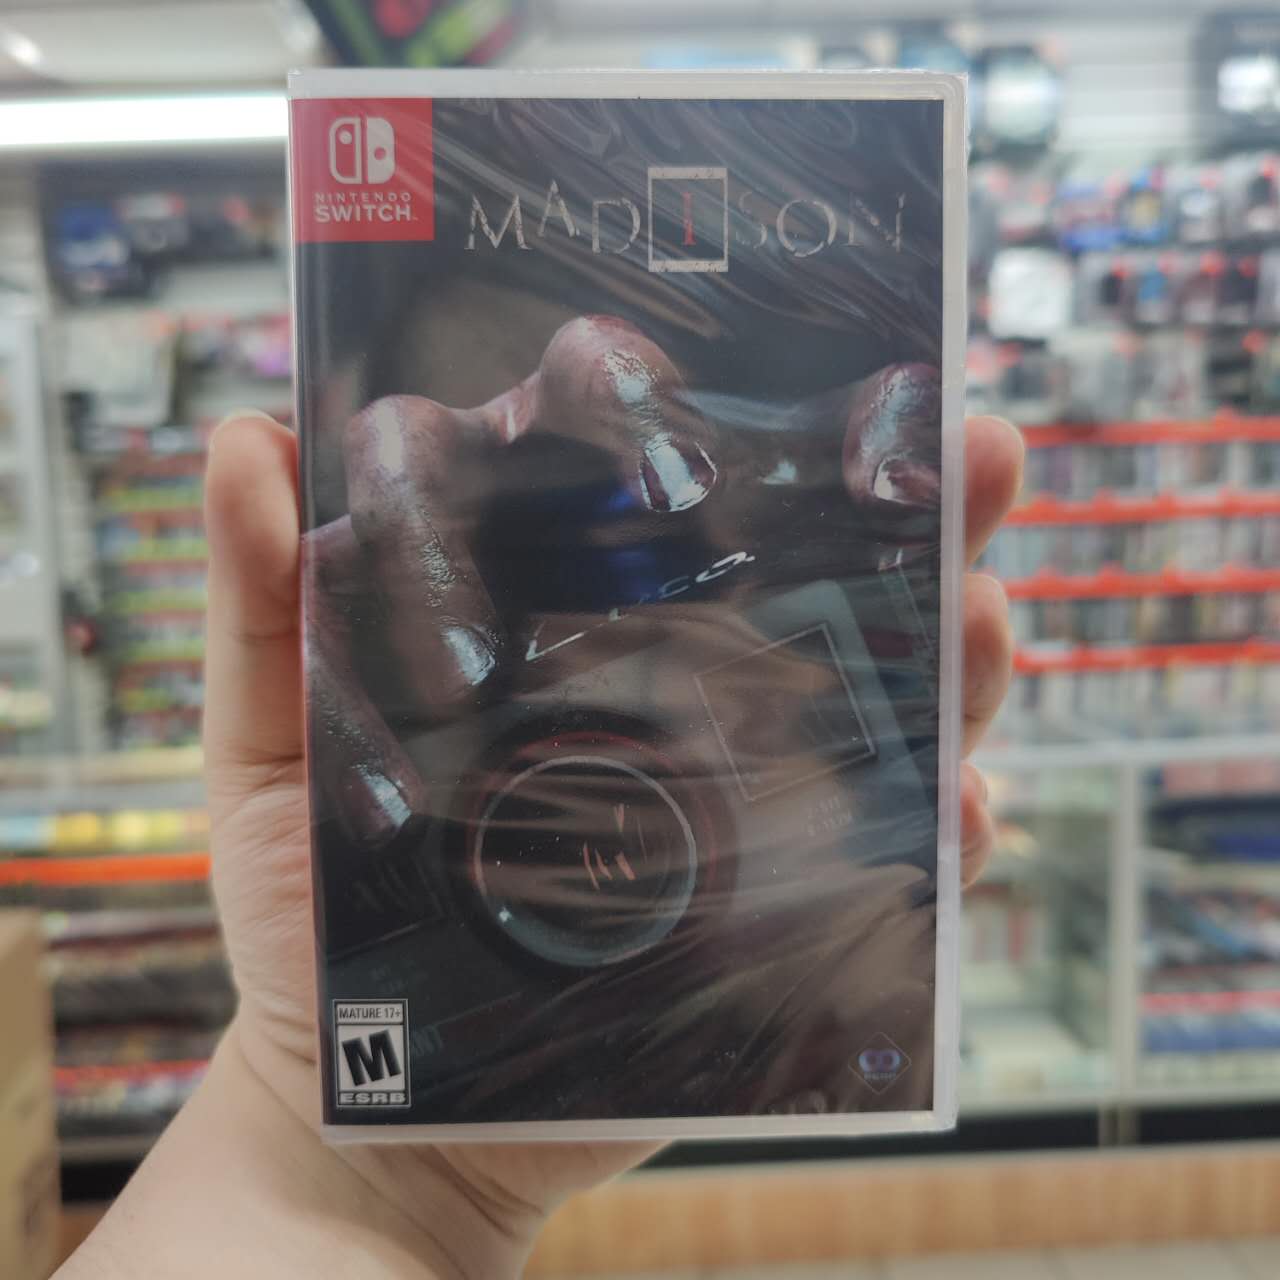 NINTENDO
SWITCH
MADISON
MATURE 17+
M
ESRB